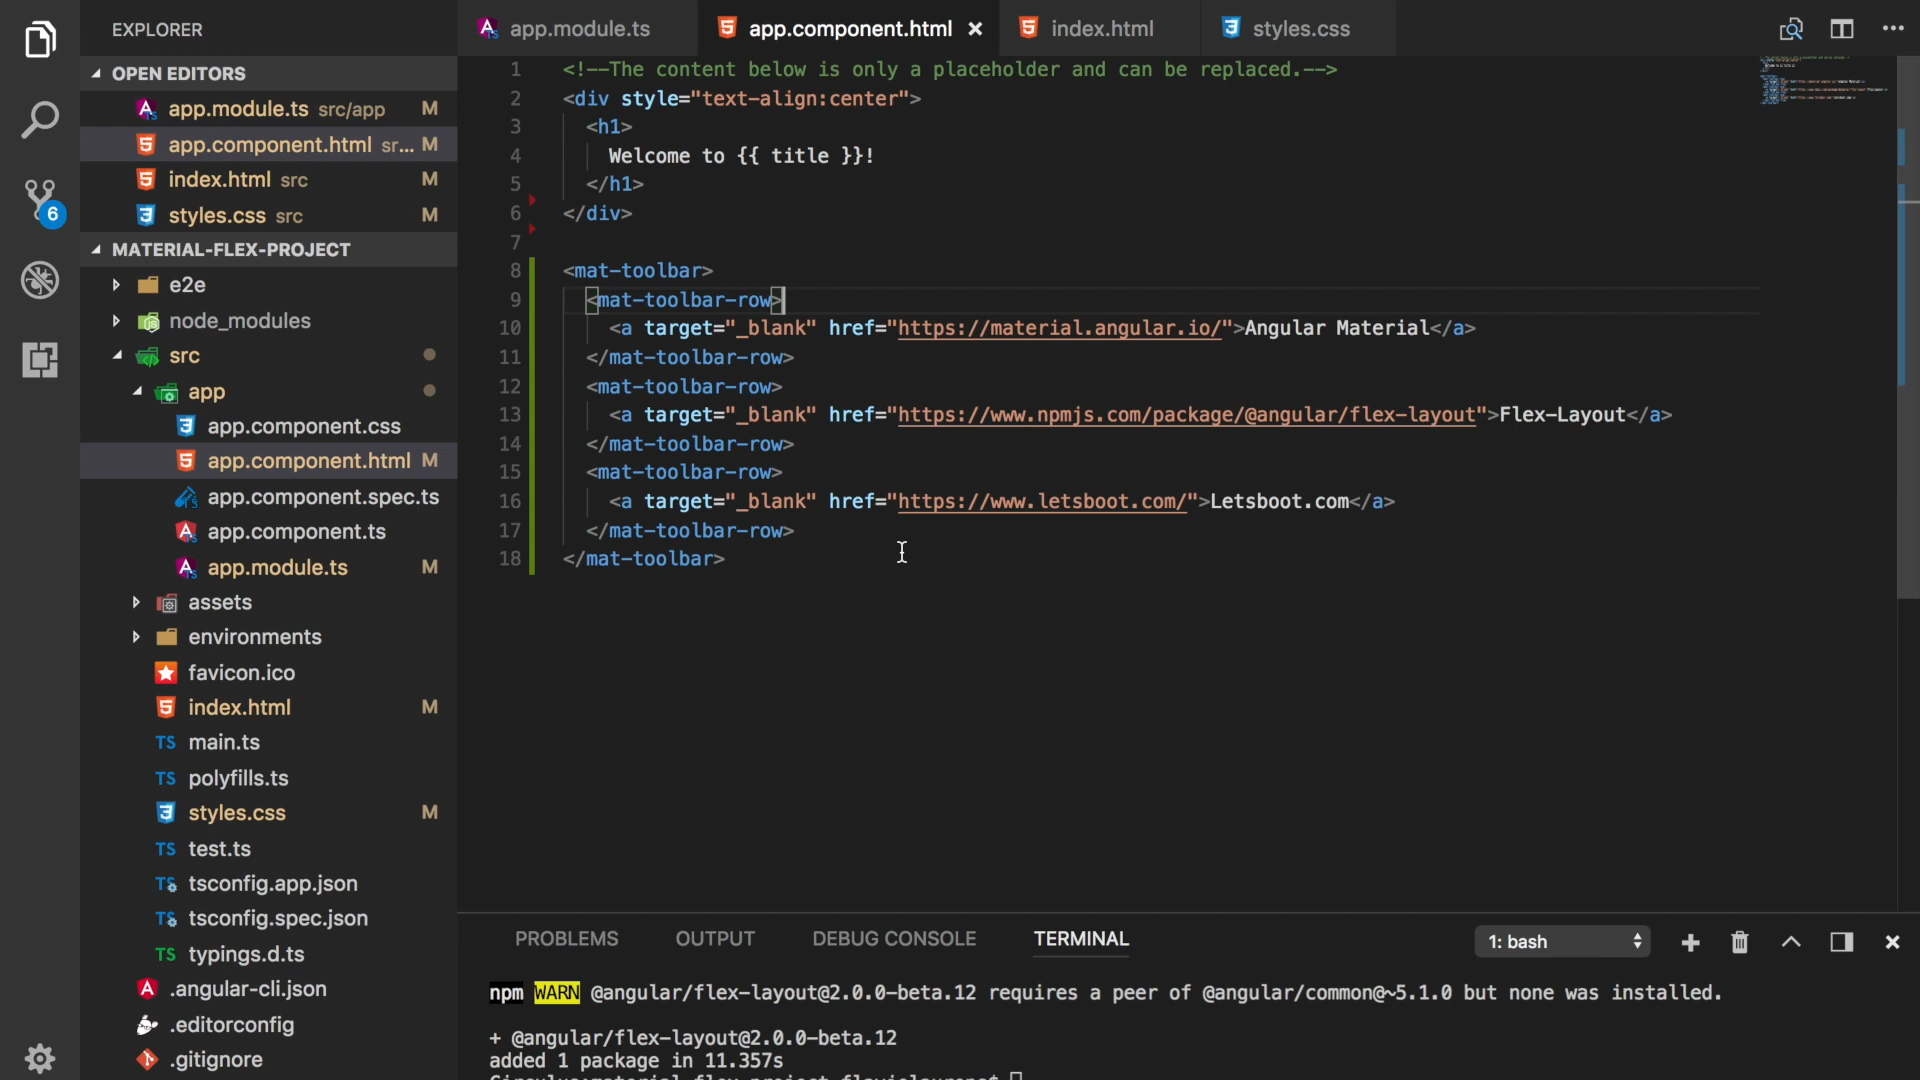 EXPLORER
OPEN EDITORS
app.module.ts src/app M
app.component.html sr... M
index.html src M
styles.css src M
6
MATERIAL-FLEX-PROJECT
e2e
node_modules
src
app
app.component.css
app.component.html M
app.component.spec.ts
app.component.ts
app.module.ts M
assets
environments
favicon.ico
index.html M
TS main.ts
TS polyfills.ts
styles.css M
TS test.ts
TS tsconfig.app.json
TS tsconfig.spec.json
TS typings.d.ts
.angular-cli.json
.editorconfig
.gitignore
app.module.ts app.component.html index.html styles.css
1 <!--The content below is only a placeholder and can be replaced.-->
2 <div style="text-align:center">
3 <h1>
4 Welcome to {{ title }}!
5 </h1>
6 </div>
7
8 <mat-toolbar>
9 <mat-toolbar-row>
10 <a target="_blank" href="https://material.angular.io/">Angular Material</a>
11 </mat-toolbar-row>
12 <mat-toolbar-row>
13 <a target="_blank" href="https://www.npmjs.com/package/@angular/flex-layout">Flex-Layout</a>
14 </mat-toolbar-row>
15 <mat-toolbar-row>
16 <a target="_blank" href="https://www.letsboot.com/">Letsboot.com</a>
17 </mat-toolbar-row>
18 </mat-toolbar>
PROBLEMS OUTPUT DEBUG CONSOLE TERMINAL 1: bash
npm WARN @angular/flex-layout@2.0.0-beta.12 requires a peer of @angular/common@~5.1.0 but none was installed.
+ @angular/flex-layout@2.0.0-beta.12
added 1 package in 11.357s